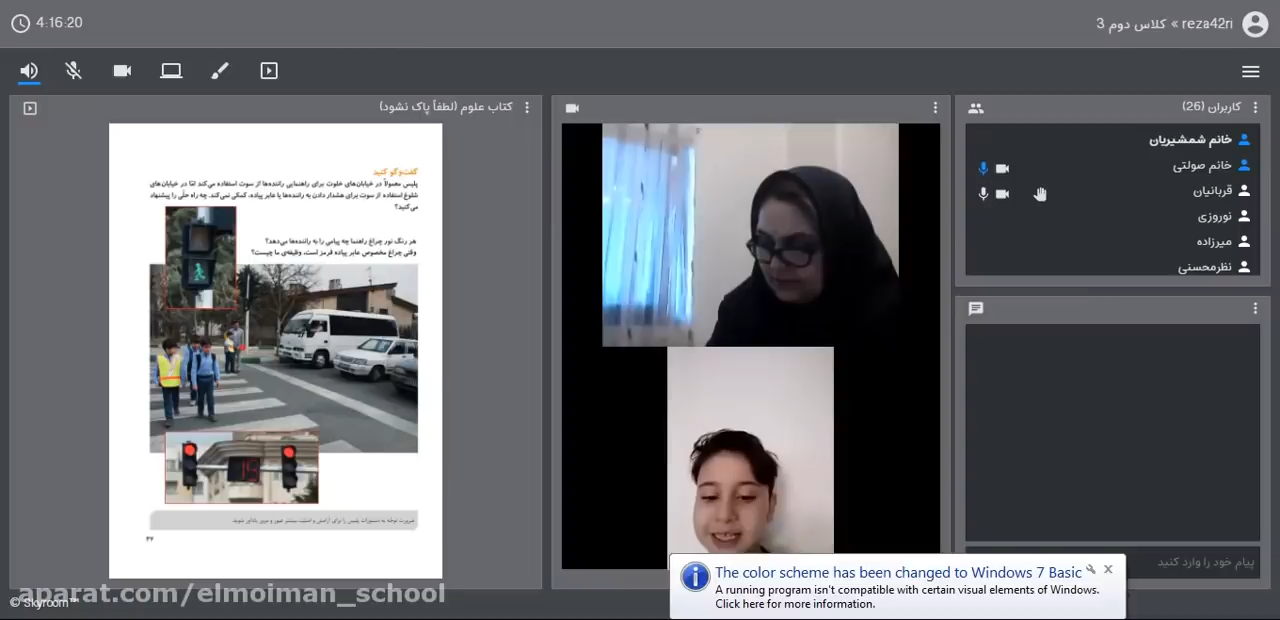 4:16:20
reza42ri » کلاس دوم 3
کتاب علوم (لطفاً پاک نشود)
گفت‌وگو کنید
پلیس معمولاً در خیابان‌های خلوت برای راهنمایی راننده‌ها از سوت استفاده می‌کند امّا در خیابان‌های
شلوغ استفاده از سوت برای هشدار دادن به راننده‌ها یا عابر پیاده، کمکی نمی‌کند. چه راه حلّی را پیشنهاد
می‌کنید؟
هر رنگ نور چراغ راهنما چه پیامی را به راننده‌ها می‌دهد؟
وقتی چراغ مخصوص عابر پیاده قرمز است، وظیفه‌ی ما چیست؟
15
۳۶
کاربران (26)
خانم شمشیریان
خانم صولتی
قربانیان
نوروزی
میرزاده
نظرمحسنی
پیام خود را وارد کنید
The color scheme has been changed to Windows 7 Basic
A running program isn't compatible with certain visual elements of Windows.
Click here for more information.
aparat.com/elmoiman_school
© Skyroom™